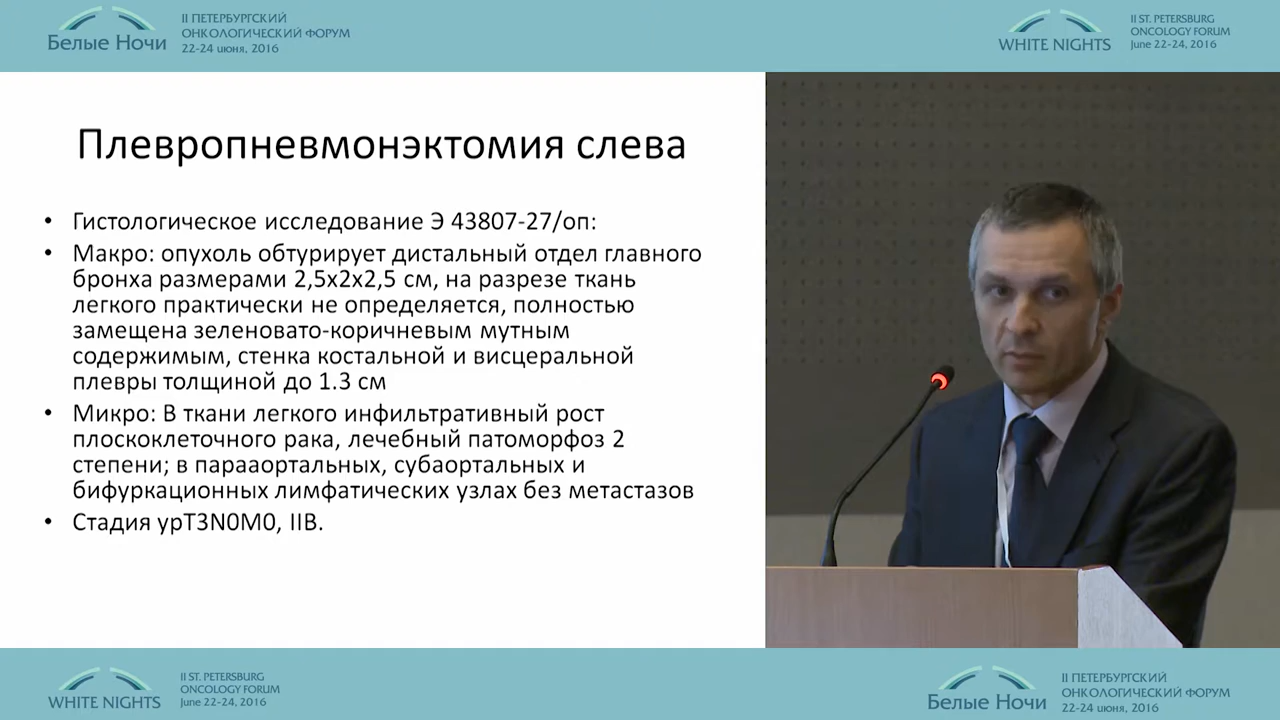 II ПЕТЕРБУРГСКИЙ
ОНКОЛОГИЧЕСКИЙ ФОРУМ
Белые Ночи
22-24 июня, 2016
II ST. PETERSBURG
ONCOLOGY FORUM
WHITE NIGHTS
June 22-24, 2016
Плевропневмонэктомия слева
• Гистологическое исследование Э 43807-27/оп:
• Макро: опухоль обтурирует дистальный отдел главного
бронха размерами 2,5х2х2,5 см, на разрезе ткань
легкого практически не определяется, полностью
замещена зеленовато-коричневым мутным
содержимым, стенка костальной и висцеральной
плевры толщиной до 1.3 см
• Микро: В ткани легкого инфильтративный рост
плоскоклеточного рака, лечебный патоморфоз 2
степени; в парааортальных, субаортальных и
бифуркационных лимфатических узлах без метастазов
• Стадия урT3N0M0, IIB.
II ST. PETERSBURG
ONCOLOGY FORUM
WHITE NIGHTS
June 22-24, 2016
II ПЕТЕРБУРГСКИЙ
ОНКОЛОГИЧЕСКИЙ ФОРУМ
Белые Ночи
22-24 июня, 2016